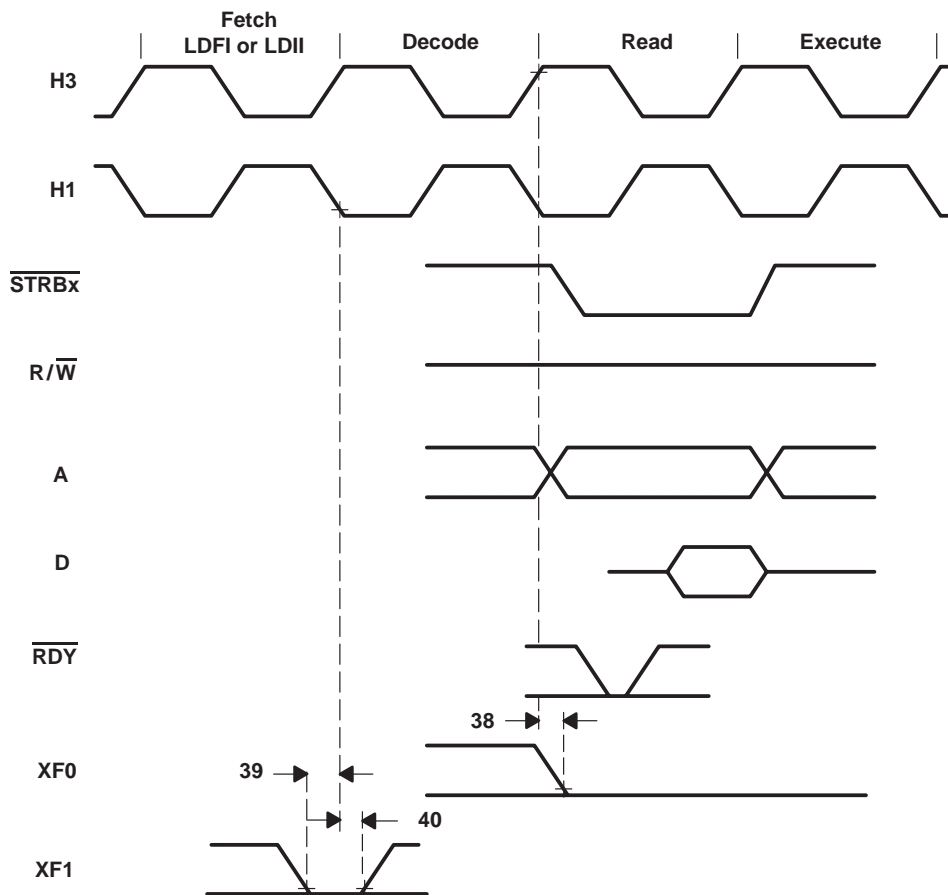 Fetch
LDFI or LDII
Decode
Read
Execute
H3
H1
STRBx
R/W
A
D
RDY
38
XF0
39
40
XF1